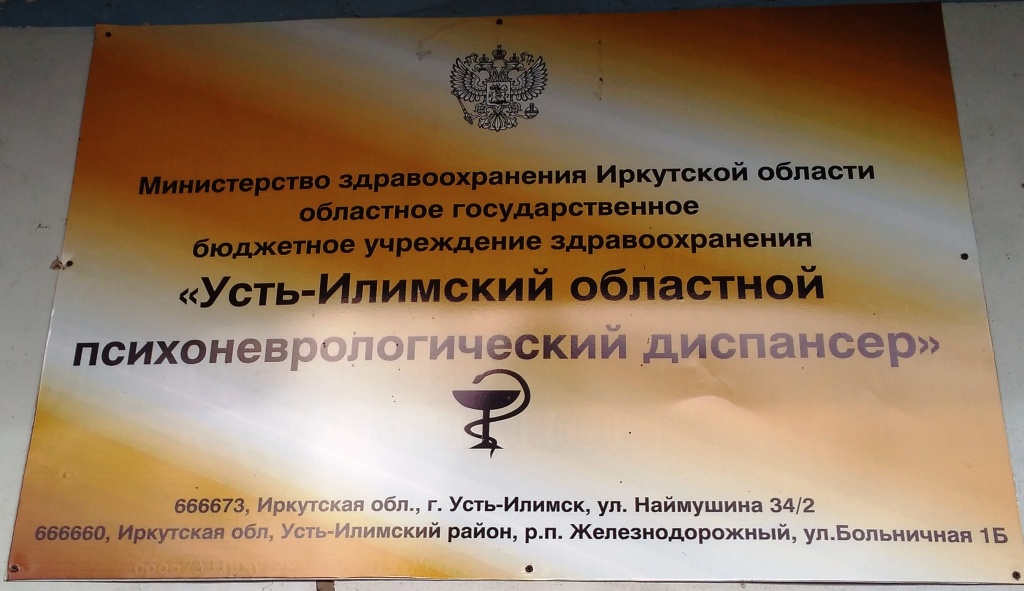 Министерство здравоохранения Иркутской области
областное государственное
бюджетное учреждение здравоохранения
«Усть-Илимский областной
психоневрологический диспансер»
666673, Иркутская обл., г. Усть-Илимск, ул. Наймушина 34/2
666660, Иркутская обл, Усть-Илимский район, р.п. Железнодорожный, ул.Больничная 1Б